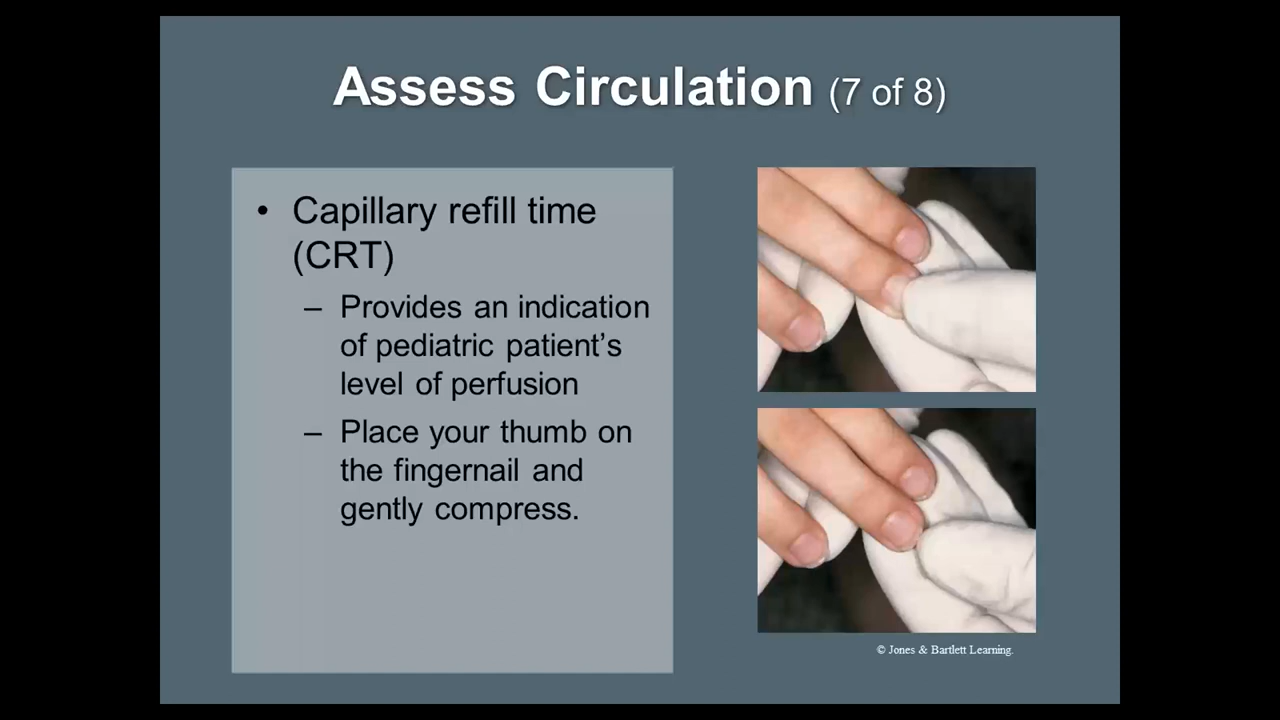 Assess Circulation (7 of 8)
• Capillary refill time
(CRT)
– Provides an indication
of pediatric patient’s
level of perfusion
– Place your thumb on
the fingernail and
gently compress.
© Jones & Bartlett Learning.